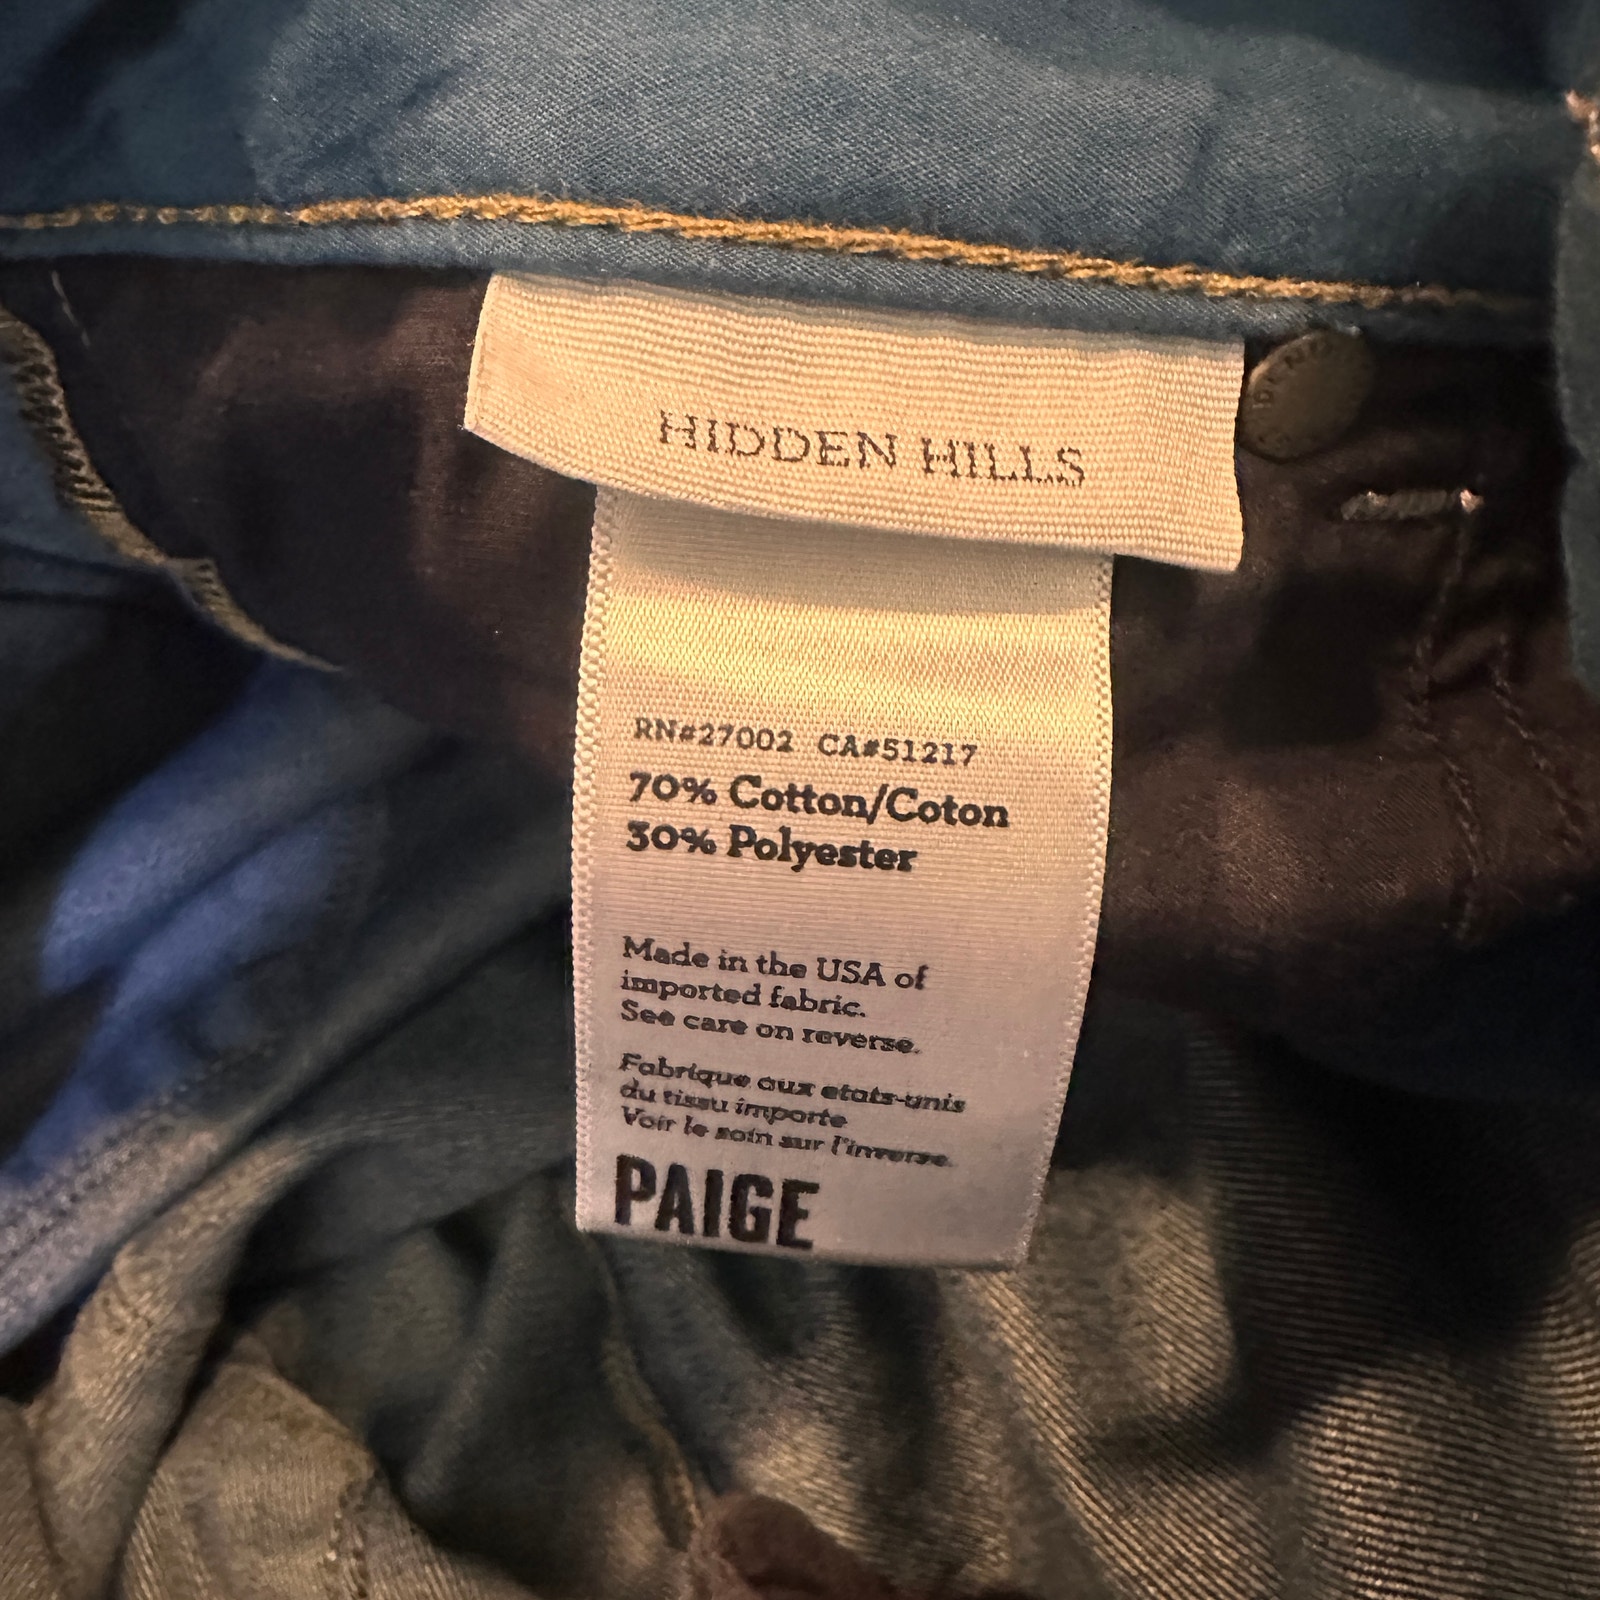 HIDDEN HILLS
RN#27002 CA#51217
70% Cotton/Coton
30% Polyester
Made in the USA of
imported fabric.
See care on reverse.
Fabrique aux etats-unis
du tissu importe
Voir le soin sur l'inverse.
PAIGE